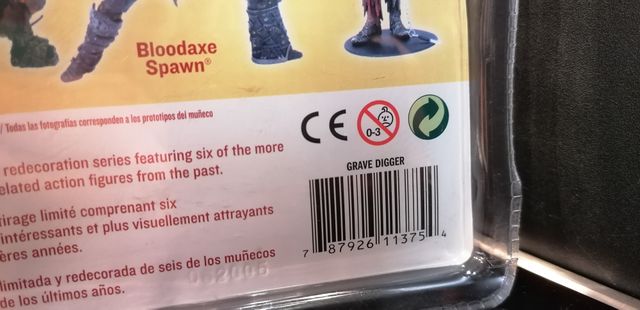 Bloodaxe
Spawn®
/ Todas las fotografías corresponden a los prototipos del muñeco
CE
0-3
redecoration series featuring six of the more
elated action figures from the past.
GRAVE DIGGER
tirage limité comprenant six
intéressants et plus visuellement attrayants
ères années.
limitada y redecorada de seis de los muñecos
de los últimos años.
062006
7 87926 11375 4